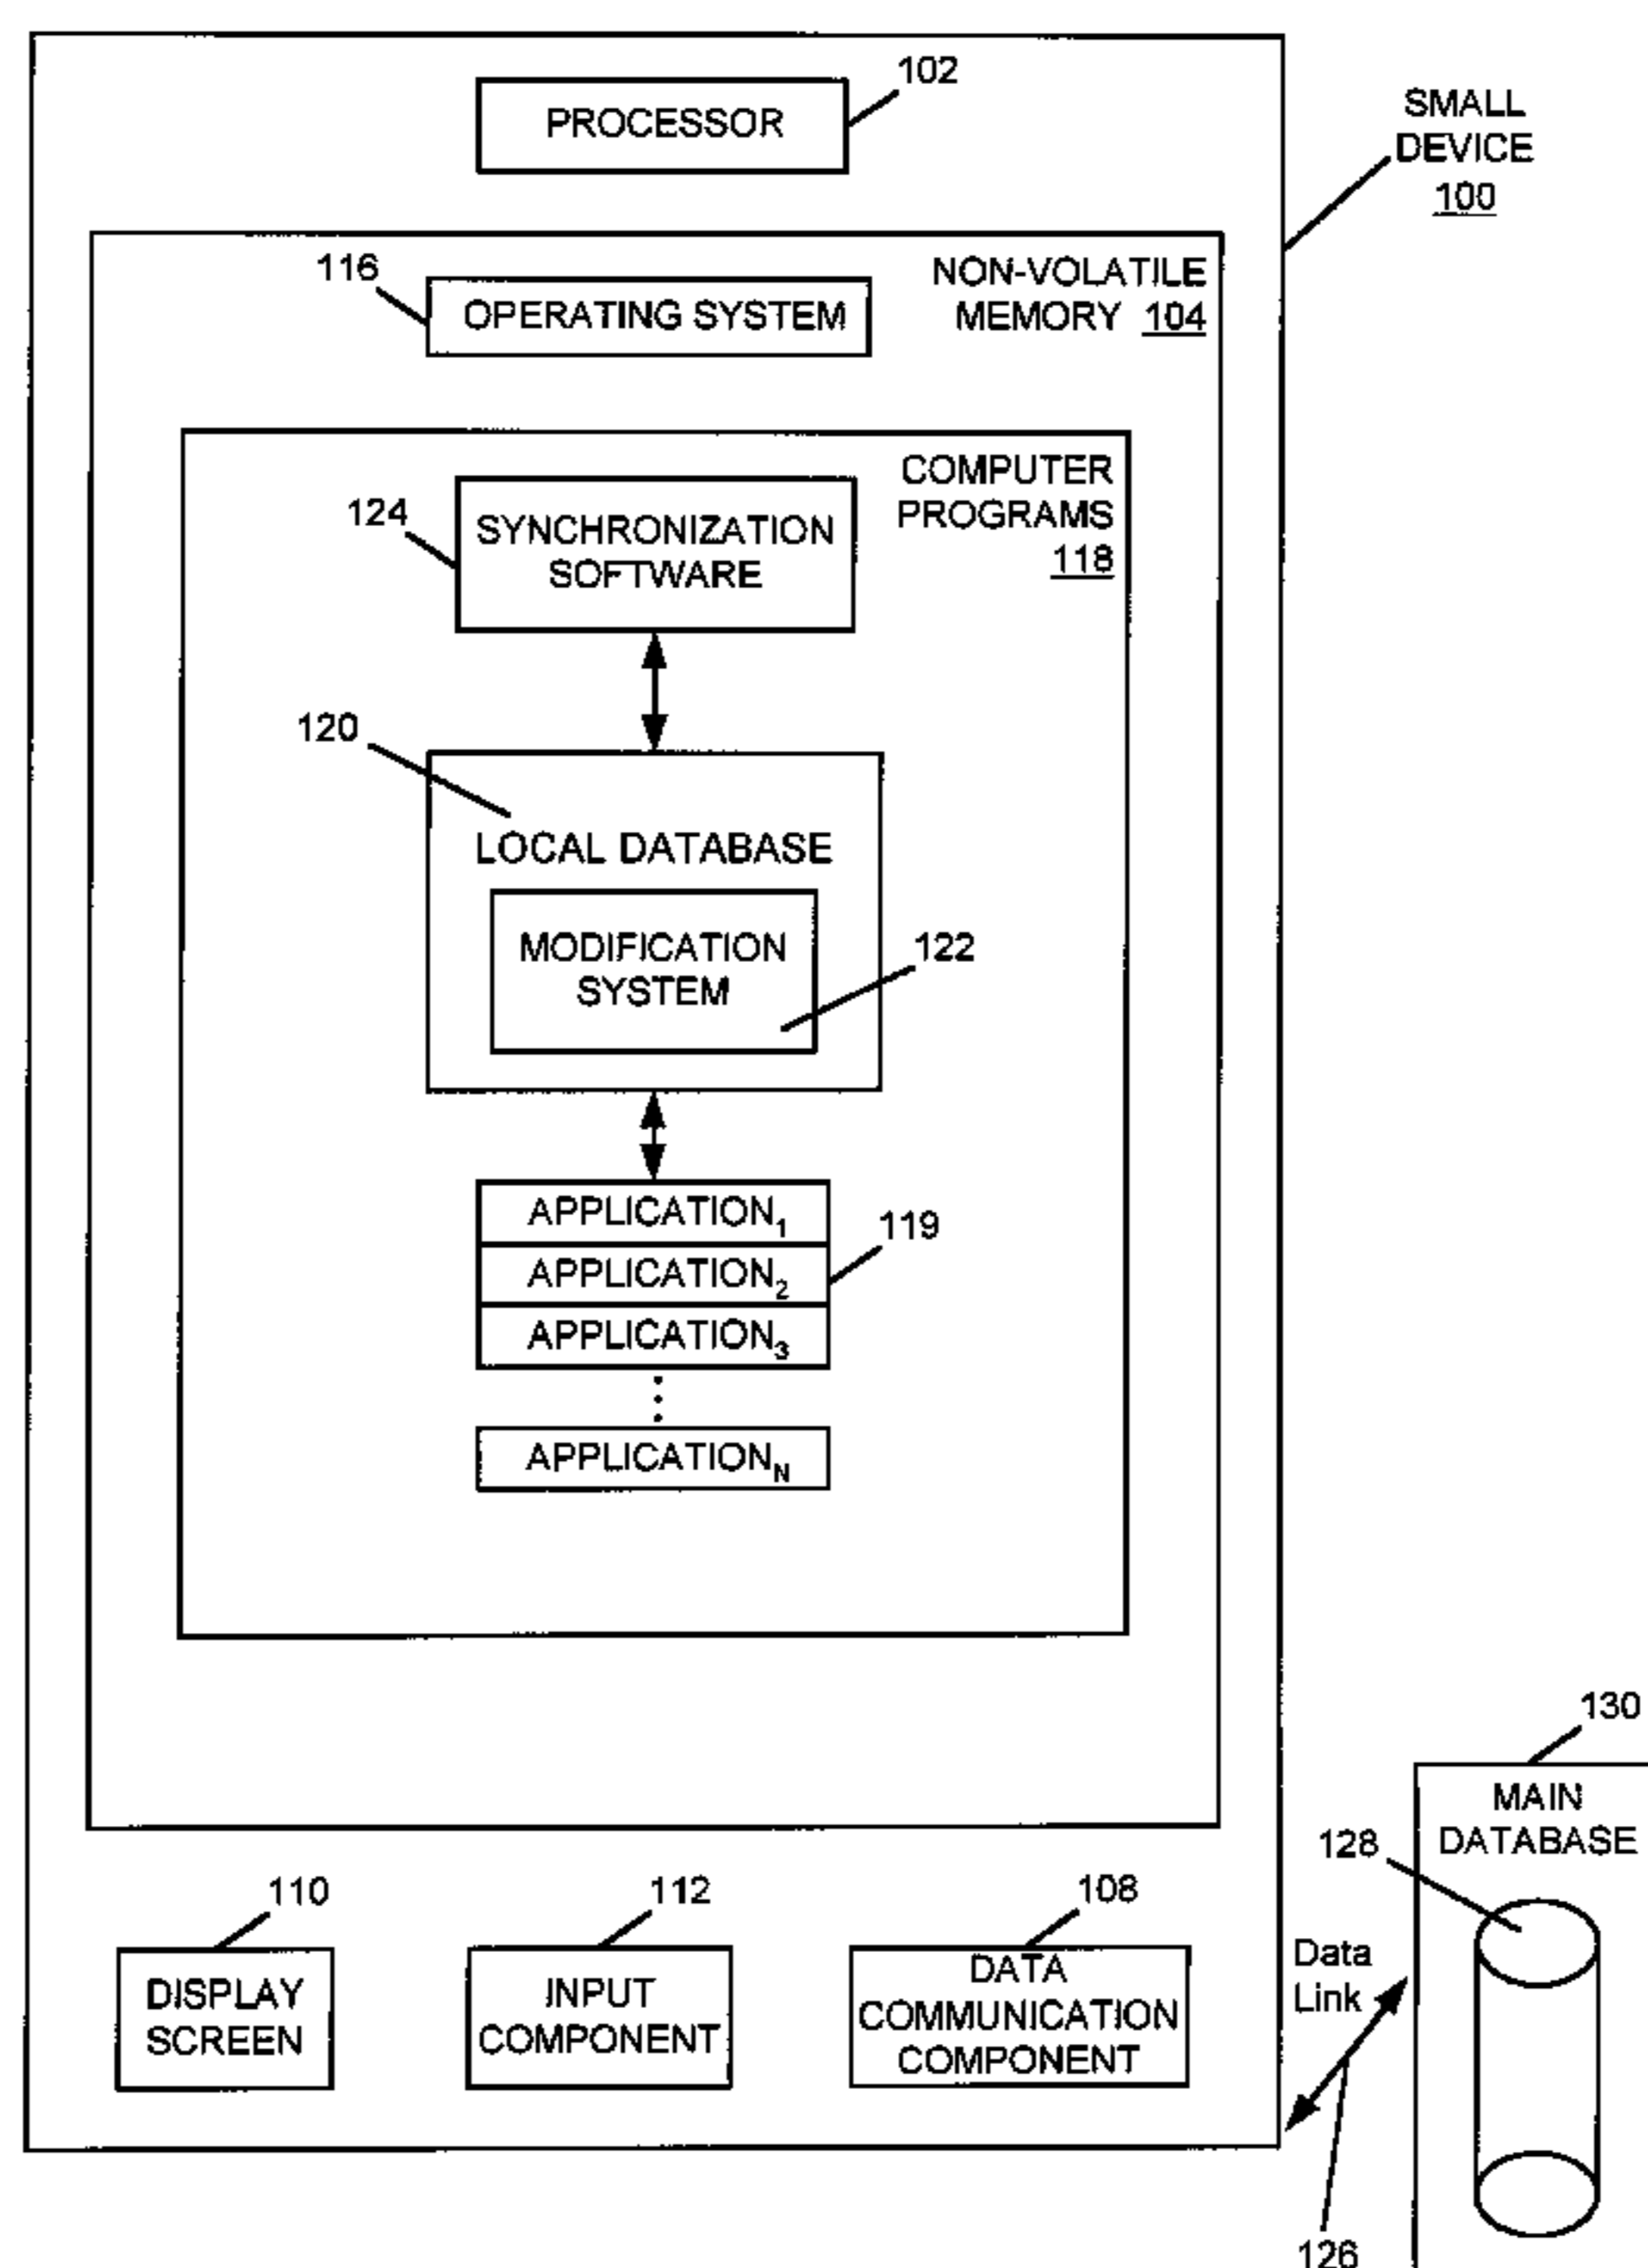 102
PROCESSOR
SMALL
DEVICE
100
116
OPERATING SYSTEM
NON-VOLATILE
MEMORY 104
COMPUTER
PROGRAMS
118
124
SYNCHRONIZATION
SOFTWARE
120
LOCAL DATABASE
MODIFICATION
SYSTEM
122
APPLICATION1
APPLICATION2
APPLICATION3
APPLICATIONN
119
130
MAIN
DATABASE
128
110
DISPLAY
SCREEN
112
INPUT
COMPONENT
108
DATA
COMMUNICATION
COMPONENT
Data
Link
126